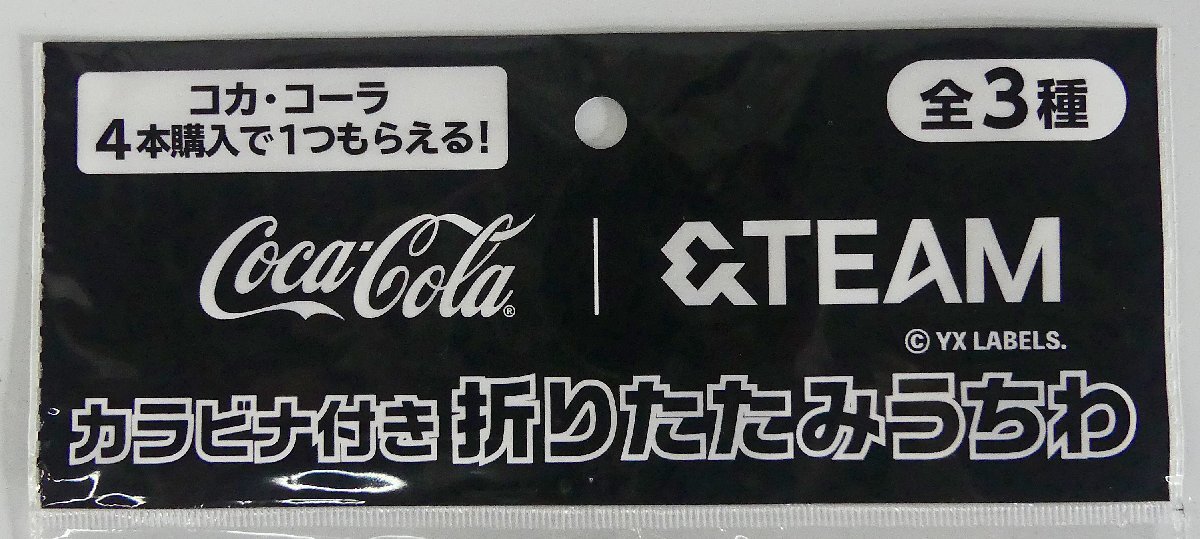 コカ・コーラ
4本購入で1つもらえる!
全3種
Coca-Cola®
&TEAM
© YX LABELS.
カラビナ付き 折りたたみうちわ